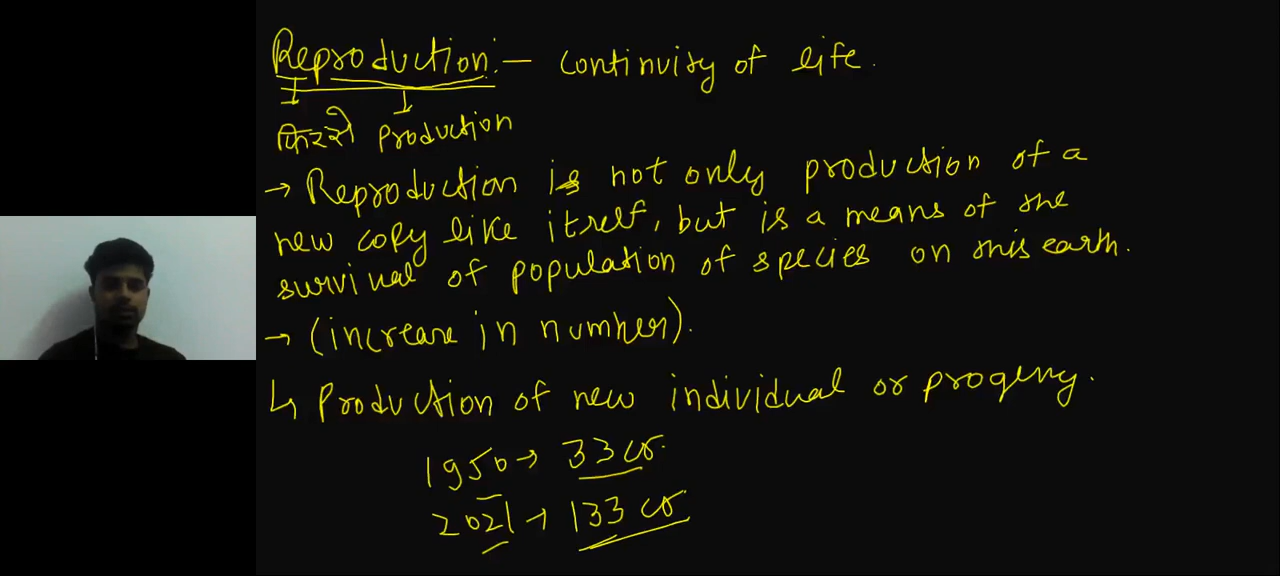 Reproduction :- Continuity of life.
फिरसे Production
→ Reproduction is not only production of a
new copy like itself, but is a means of the
survival of population of species on this earth.
→ (increase in number).
↳ Production of new individual or progeny.
1950 → 33 cr.
2021 → 133 cr